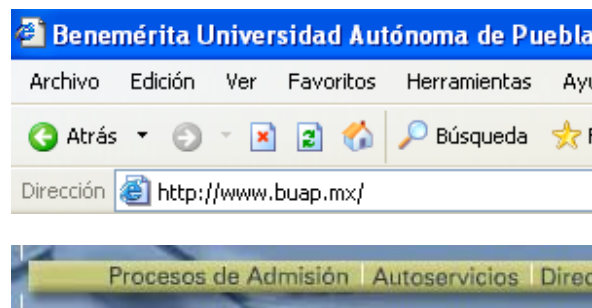 Benemérita Universidad Autónoma de Puebla
Archivo Edición Ver Favoritos Herramientas
Atrás Búsqueda
Dirección http://www.buap.mx/
Procesos de Admisión Autoservicios